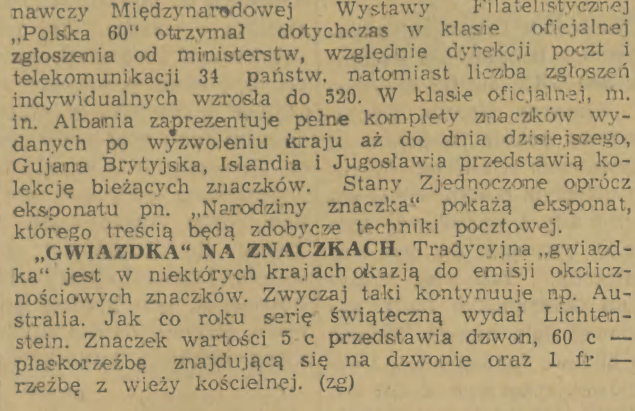 nawczy Międzynarodowej Wystawy Filatelistycznej
„Polska 60" otrzymał dotychczas w klasie oficjalnej
zgłoszenia od ministerstw, względnie dyrekcji poczt i
telekomunikacji 34 państw, natomiast liczba zgłoszeń
indywidualnych wzrosła do 520. W klasie oficjalnej, m.
in. Albania zaprezentuje pełne komplety znaczków wy-
danych po wyzwoleniu kraju aż do dnia dzisiejszego,
Gujana Brytyjska, Islandia i Jugosławia przedstawią ko-
lekcję bieżących znaczków. Stany Zjednoczone oprócz
eksponatu pn. „Narodziny znaczka" pokażą eksponat,
którego treścią będą zdobycze techniki pocztowej.
„GWIAZDKA" NA ZNACZKACH. Tradycyjna „gwiazd-
ka" jest w niektórych krajach okazją do emisji okolicz-
nościowych znaczków. Zwyczaj taki kontynuuje np. Au-
stralia. Jak co roku serię świąteczną wydał Lichten-
stein. Znaczek wartości 5 c przedstawia dzwon, 60 c —
płaskorzeźbę znajdującą się na dzwonie oraz 1 fr —
rzeźbę z wieży kościelnej. (zg)